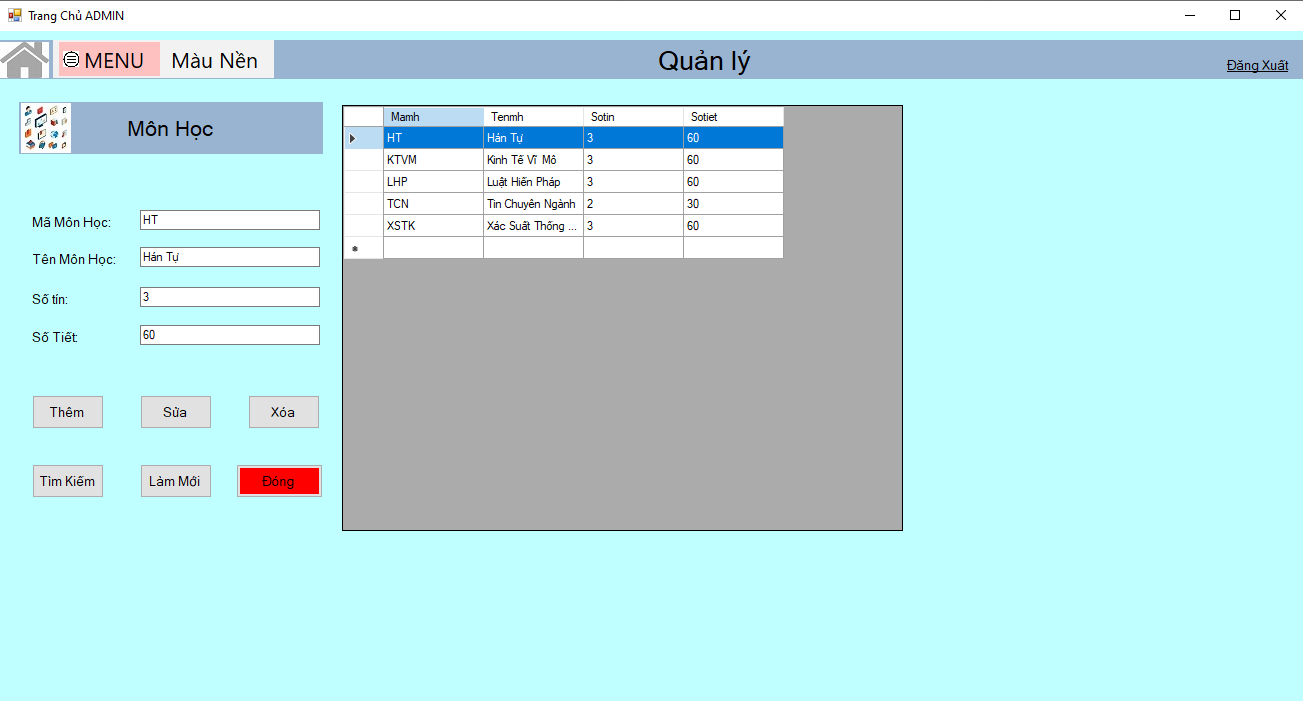 Trang Chủ ADMIN
MENU Màu Nền Quản lý Đăng Xuất
Môn Học
Mã Môn Học: HT
Tên Môn Học: Hán Tự
Số tín: 3
Số Tiết: 60
Thêm Sửa Xóa
Tìm Kiếm Làm Mới Đóng
Mamh Tenmh Sotin Sotiet
HT Hán Tự 3 60
KTVM Kinh Tế Vĩ Mô 3 60
LHP Luật Hiến Pháp 3 60
TCN Tin Chuyên Ngành 2 30
XSTK Xác Suất Thống ... 3 60